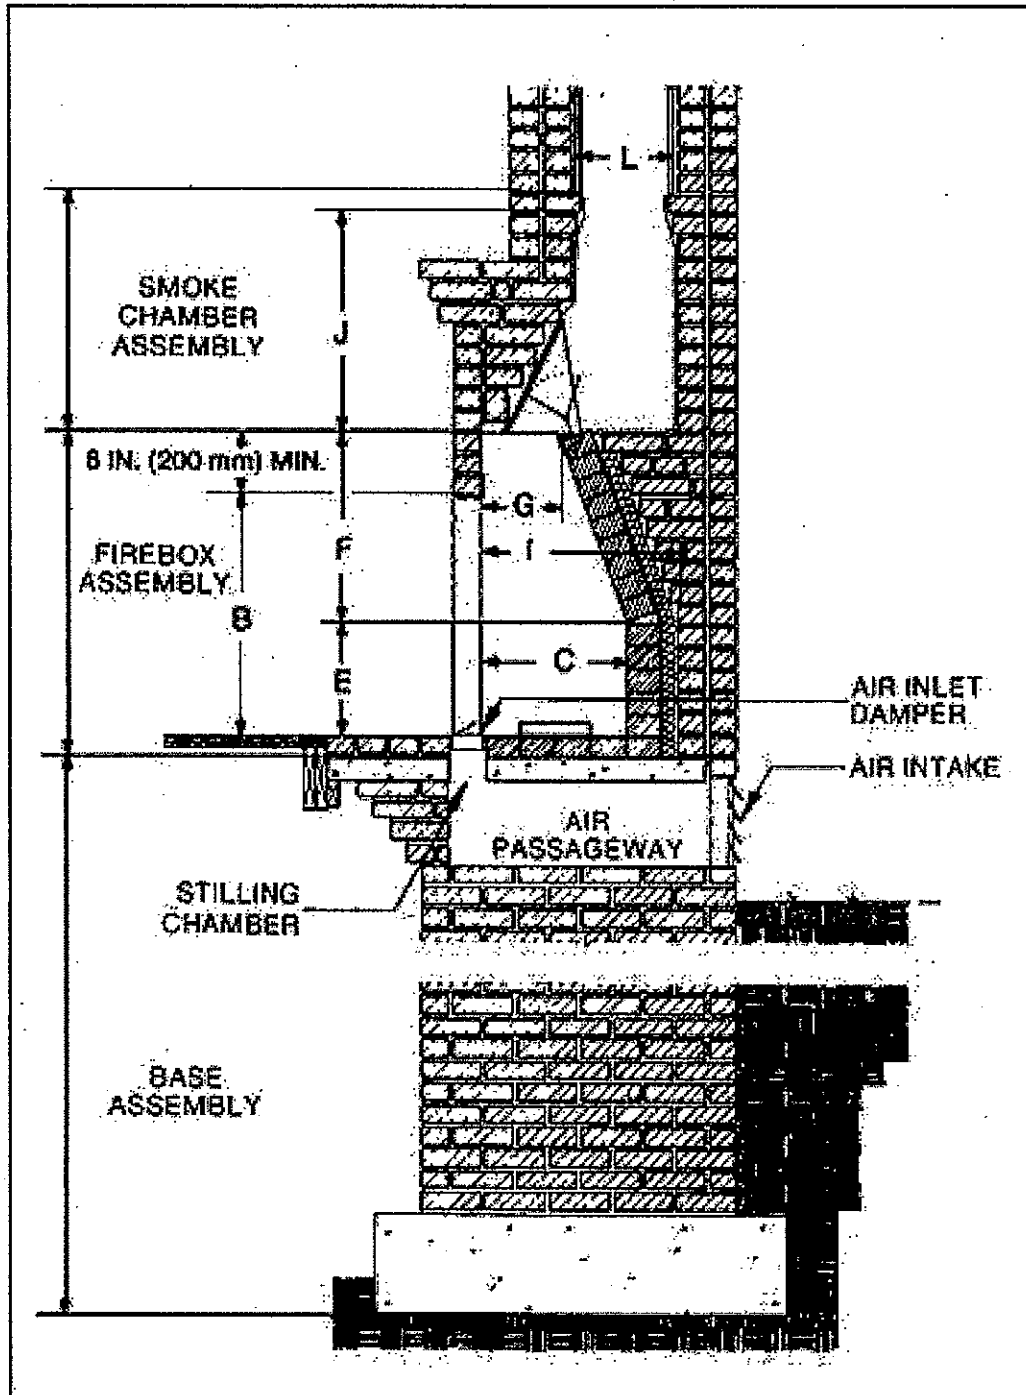 L
SMOKE
CHAMBER
ASSEMBLY
J
8 IN. (200 mm) MIN.
G
FIREBOX
ASSEMBLY
F
I
B
C
E
AIR INLET
DAMPER
AIR INTAKE
AIR
PASSAGEWAY
STILLING
CHAMBER
BASE
ASSEMBLY